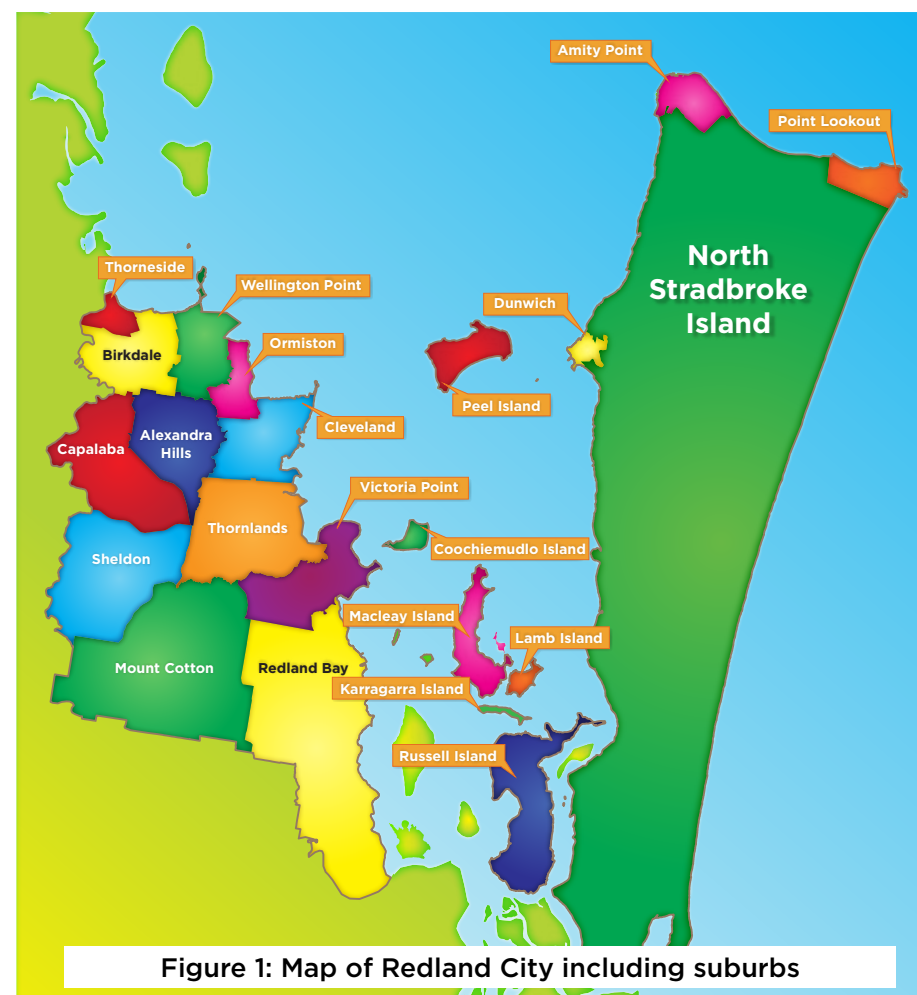 Amity Point
Point Lookout
North
Stradbroke
Island
Thorneside
Wellington Point
Dunwich
Ormiston
Birkdale
Peel Island
Cleveland
Alexandra
Hills
Capalaba
Victoria Point
Thornlands
Coochiemudlo Island
Sheldon
Macleay Island
Lamb Island
Mount Cotton
Redland Bay
Karragarra Island
Russell Island
Figure 1: Map of Redland City including suburbs